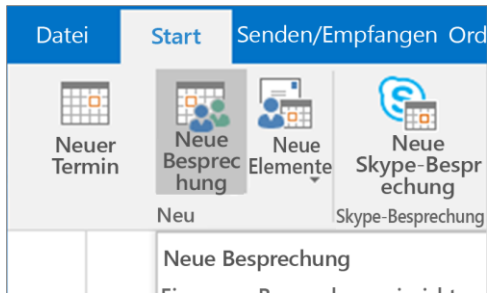 Datei Start Senden/Empfangen Ord
Neuer
Termin
Neue
Besprec
hung
Neue
Elemente
Neue
Skype-Bespr
echung
Neu
Skype-Besprechung
Neue Besprechung